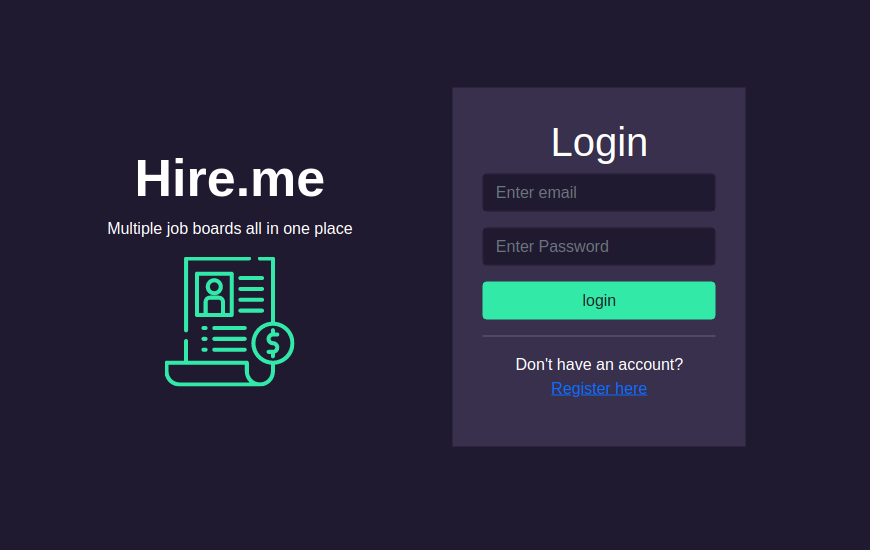 Hire.me
Multiple job boards all in one place
$
Login
Enter email
Enter Password
login
Don't have an account?
Register here